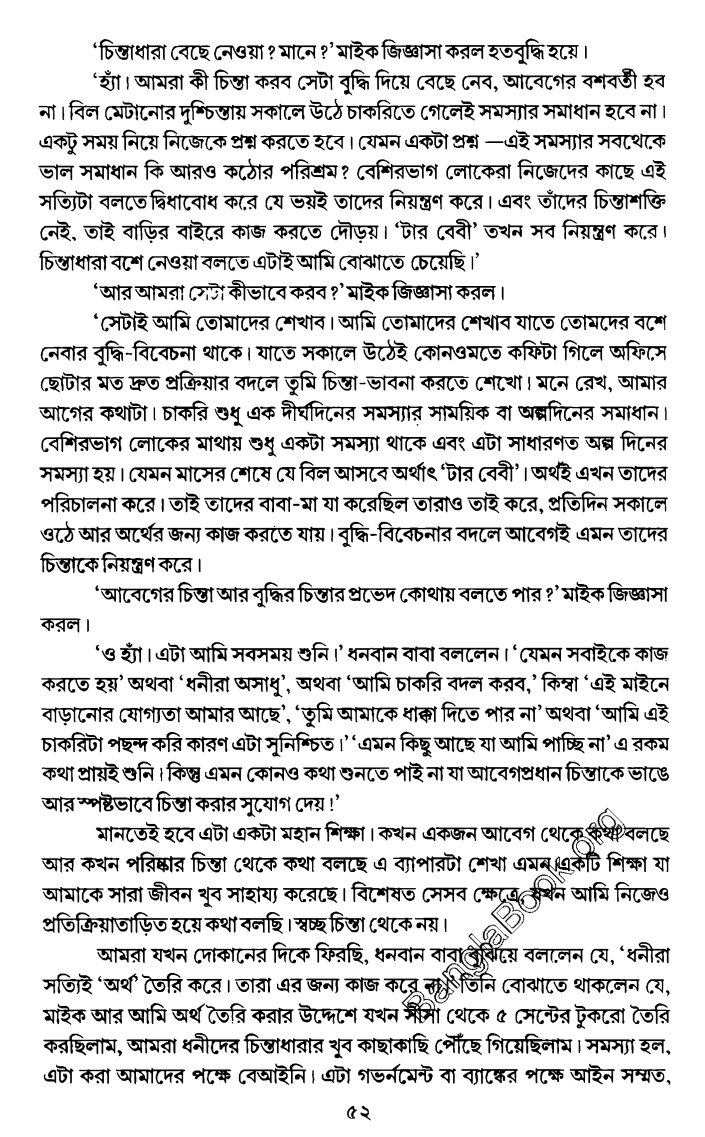 ‘চিন্তাধারা বেছে নেওয়া ? মানে ?’ মাইক জিজ্ঞাসা করল হতবুদ্ধি হয়ে।
‘হ্যাঁ। আমরা কী চিন্তা করব সেটা বুদ্ধি দিয়ে বেছে নেব, আবেগের বশবর্তী হব
না। বিল মেটানোর দুশ্চিন্তায় সকালে উঠে চাকরিতে গেলেই সমস্যার সমাধান হবে না।
একটু সময় নিয়ে নিজেকে প্রশ্ন করতে হবে। যেমন একটা প্রশ্ন —এই সমস্যার সবথেকে
ভাল সমাধান কি আরও কঠোর পরিশ্রম? বেশিরভাগ লোকেরা নিজেদের কাছে এই
সত্যিটা বলতে দ্বিধাবোধ করে যে ভয়ই তাদের নিয়ন্ত্রণ করে। এবং তাঁদের চিন্তাশক্তি
নেই, তাই বাড়ির বাইরে কাজ করতে দৌড়য়। ‘টার বেবী’ তখন সব নিয়ন্ত্রণ করে।
চিন্তাধারা বশে নেওয়া বলতে এটাই আমি বোঝাতে চেয়েছি।’
‘আর আমরা সেটা কীভাবে করব ?’ মাইক জিজ্ঞাসা করল।
‘সেটাই আমি তোমাদের শেখাব। আমি তোমাদের শেখাব যাতে তোমদের বশে
নেবার বুদ্ধি-বিবেচনা থাকে। যাতে সকালে উঠেই কোনওমতে কফিটা গিলে অফিসে
ছোটার মত দ্রুত প্রক্রিয়ার বদলে তুমি চিন্তা-ভাবনা করতে শেখো। মনে রেখ, আমার
আগের কথাটা। চাকরি শুধু এক দীর্ঘদিনের সমস্যার সাময়িক বা অল্পদিনের সমাধান।
বেশিরভাগ লোকের মাথায় শুধু একটা সমস্যা থাকে এবং এটা সাধারণত অল্প দিনের
সমস্যা হয়। যেমন মাসের শেষে যে বিল আসবে অর্থাৎ ‘টার বেবী’। অর্থই এখন তাদের
পরিচালনা করে। তাই তাদের বাবা-মা যা করেছিল তারাও তাই করে, প্রতিদিন সকালে
ওঠে আর অর্থের জন্য কাজ করতে যায়। বুদ্ধি-বিবেচনার বদলে আবেগই এমন তাদের
চিন্তাকে নিয়ন্ত্রণ করে।
‘আবেগের চিন্তা আর বুদ্ধির চিন্তার প্রভেদ কোথায় বলতে পার ?’ মাইক জিজ্ঞাসা
করল।
‘ও হ্যাঁ। এটা আমি সবসময় শুনি।’ ধনবান বাবা বললেন। ‘যেমন সবাইকে কাজ
করতে হয়’ অথবা ‘ধনীরা অসাধু’, অথবা ‘আমি চাকরি বদল করব,’ কিম্বা ‘এই মাইনে
বাড়ানোর যোগ্যতা আমার আছে’, ‘তুমি আমাকে ধাক্কা দিতে পার না’ অথবা ‘আমি এই
চাকরিটা পছন্দ করি কারণ এটা সুনিশ্চিত।’ ‘এমন কিছু আছে যা আমি পাচ্ছি না’ এ রকম
কথা প্রায়ই শুনি। কিন্তু এমন কোনও কথা শুনতে পাই না যা আবেগপ্রধান চিন্তাকে ভাঙে
আর স্পষ্টভাবে চিন্তা করার সুযোগ দেয়।’
মানতেই হবে এটা একটা মহান শিক্ষা। কখন একজন আবেগ থেকে কথা বলছে
আর কখন পরিষ্কার চিন্তা থেকে কথা বলছে এ ব্যাপারটা শেখা এমন একটি শিক্ষা যা
আমাকে সারা জীবন খুব সাহায্য করেছে। বিশেষত সেসব ক্ষেত্রে, যখন আমি নিজেও
প্রতিক্রিয়াতাড়িত হয়ে কথা বলছি। স্বচ্ছ চিন্তা থেকে নয়।
আমরা যখন দোকানের দিকে ফিরছি, ধনবান বাবা বুঝিয়ে বললেন যে, ‘ধনীরা
সত্যিই ‘অর্থ’ তৈরি করে। তারা এর জন্য কাজ করে না।’ তিনি বোঝাতে থাকলেন যে,
মাইক আর আমি অর্থ তৈরি করার উদ্দেশে যখন সীসা থেকে ৫ সেন্টের টুকরো তৈরি
করছিলাম, আমরা ধনীদের চিন্তাধারার খুব কাছাকাছি পৌঁছে গিয়েছিলাম। সমস্যা হল,
এটা করা আমাদের পক্ষে বেআইনি। এটা গভর্নমেন্ট বা ব্যাঙ্কের পক্ষে আইন সম্মত,
৫২
BanglaBook.org